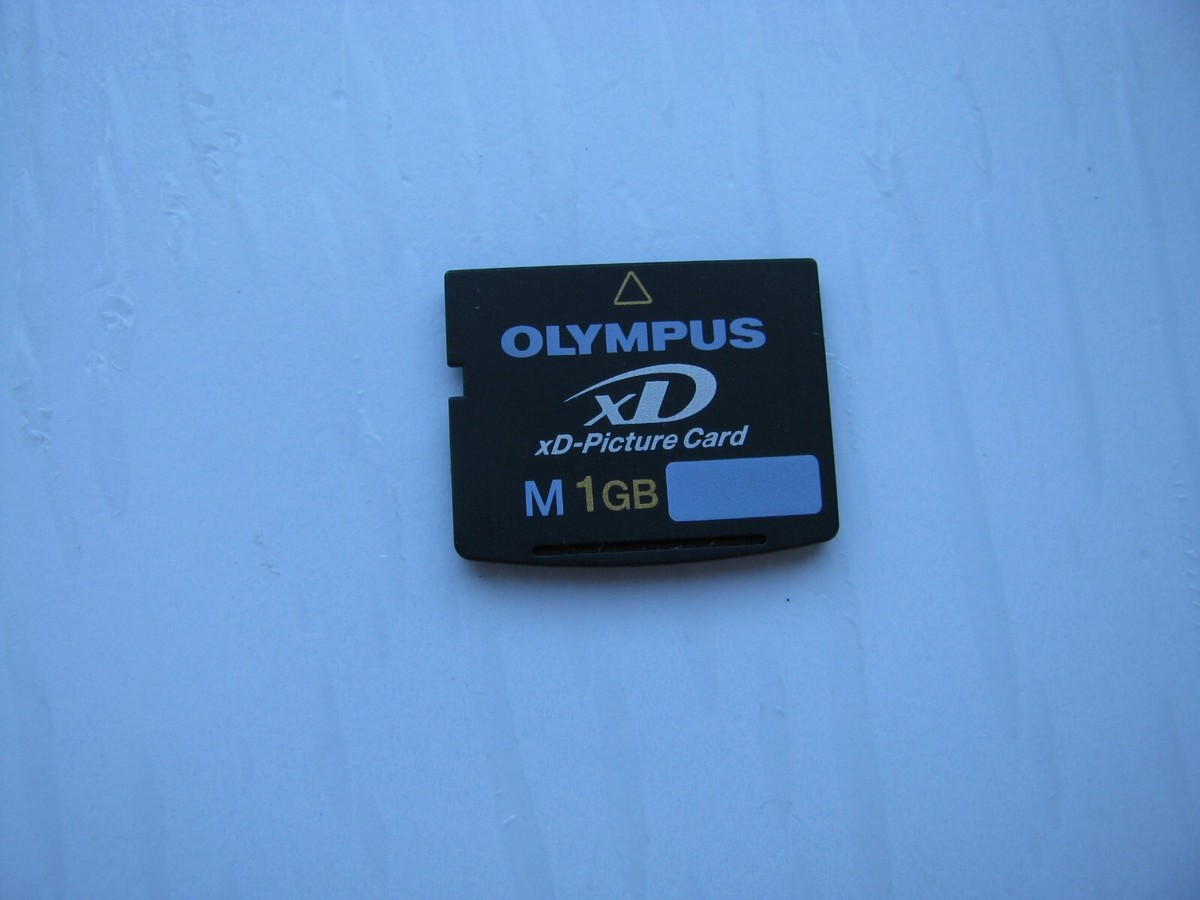 OLYMPUS
xD
xD-Picture Card
M 1GB